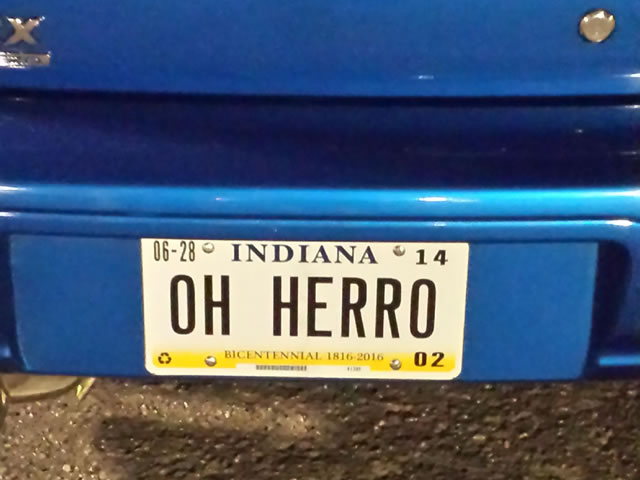 X
06-28 INDIANA 14
OH HERRO
BICENTENNIAL 1816-2016 02